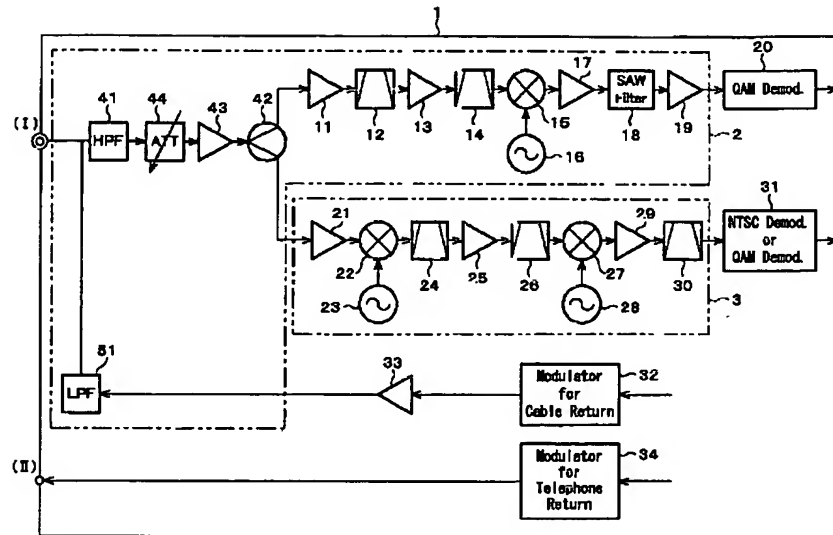 1
(I)
41
HPF
44
ATT
43
42
11
12
13
14
15
16
17
SAW
Filter
18
19
2
20
QAM Demod.
21
22
23
24
25
26
27
28
29
30
3
31
NTSC Demod.
or
QAM Demod.
51
LPF
33
Modulator
for
Cable Return
32
(II)
Modulator
for
Telephone
Return
34